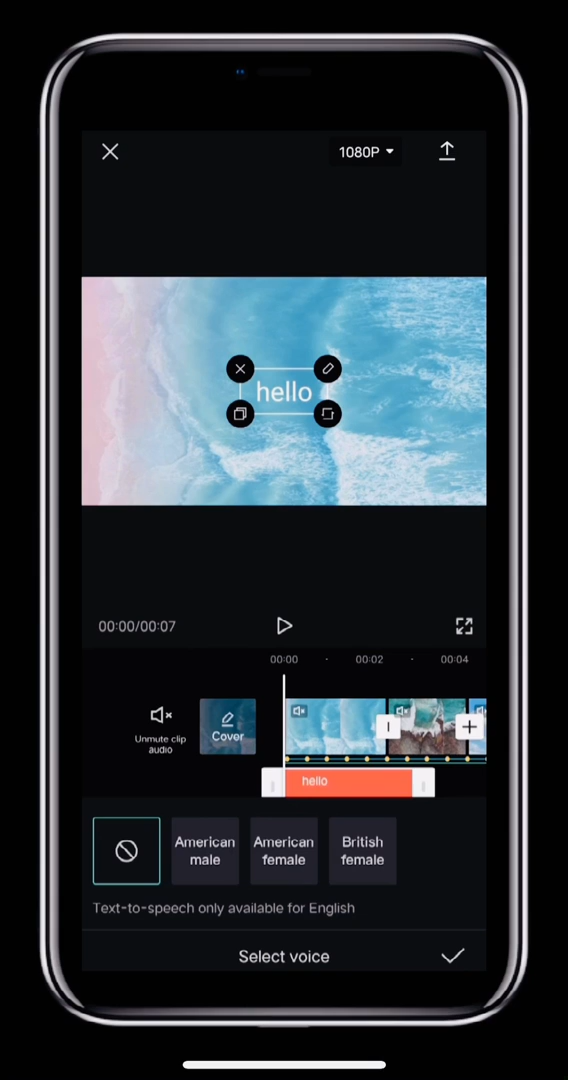 1080P
hello
00:00/00:07
00:00
00:02
00:04
Unmute clip
audio
Cover
hello
American
male
American
female
British
female
Text-to-speech only available for English
Select voice